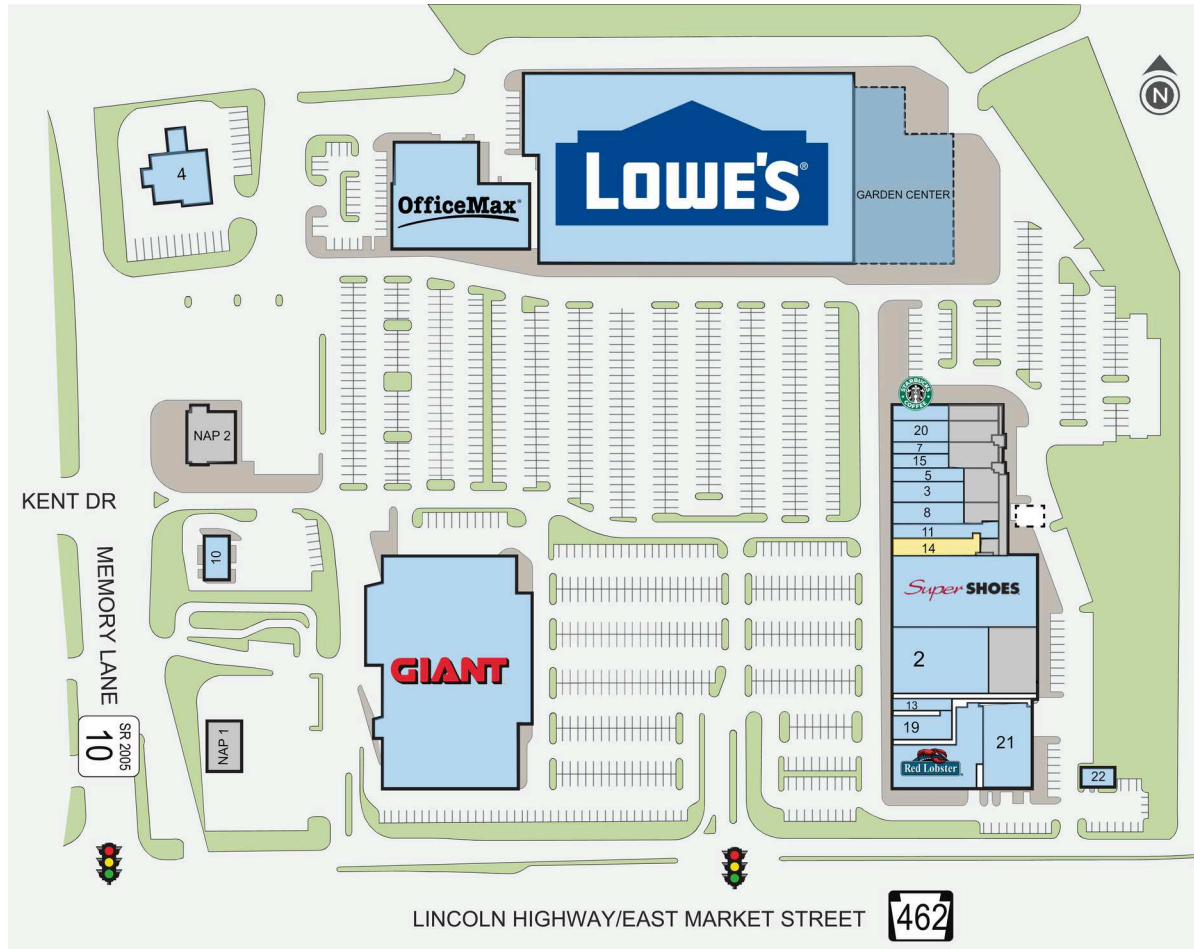 N
4
OfficeMax®
LOWE'S®
GARDEN CENTER
STARBUCKS
COFFEE
20
7
15
5
3
8
11
14
NAP 2
KENT DR
10
MEMORY LANE
Super SHOES
GIANT
2
13
19
21
Red Lobster
22
NAP 1
SR 2005
10
LINCOLN HIGHWAY/EAST MARKET STREET
462